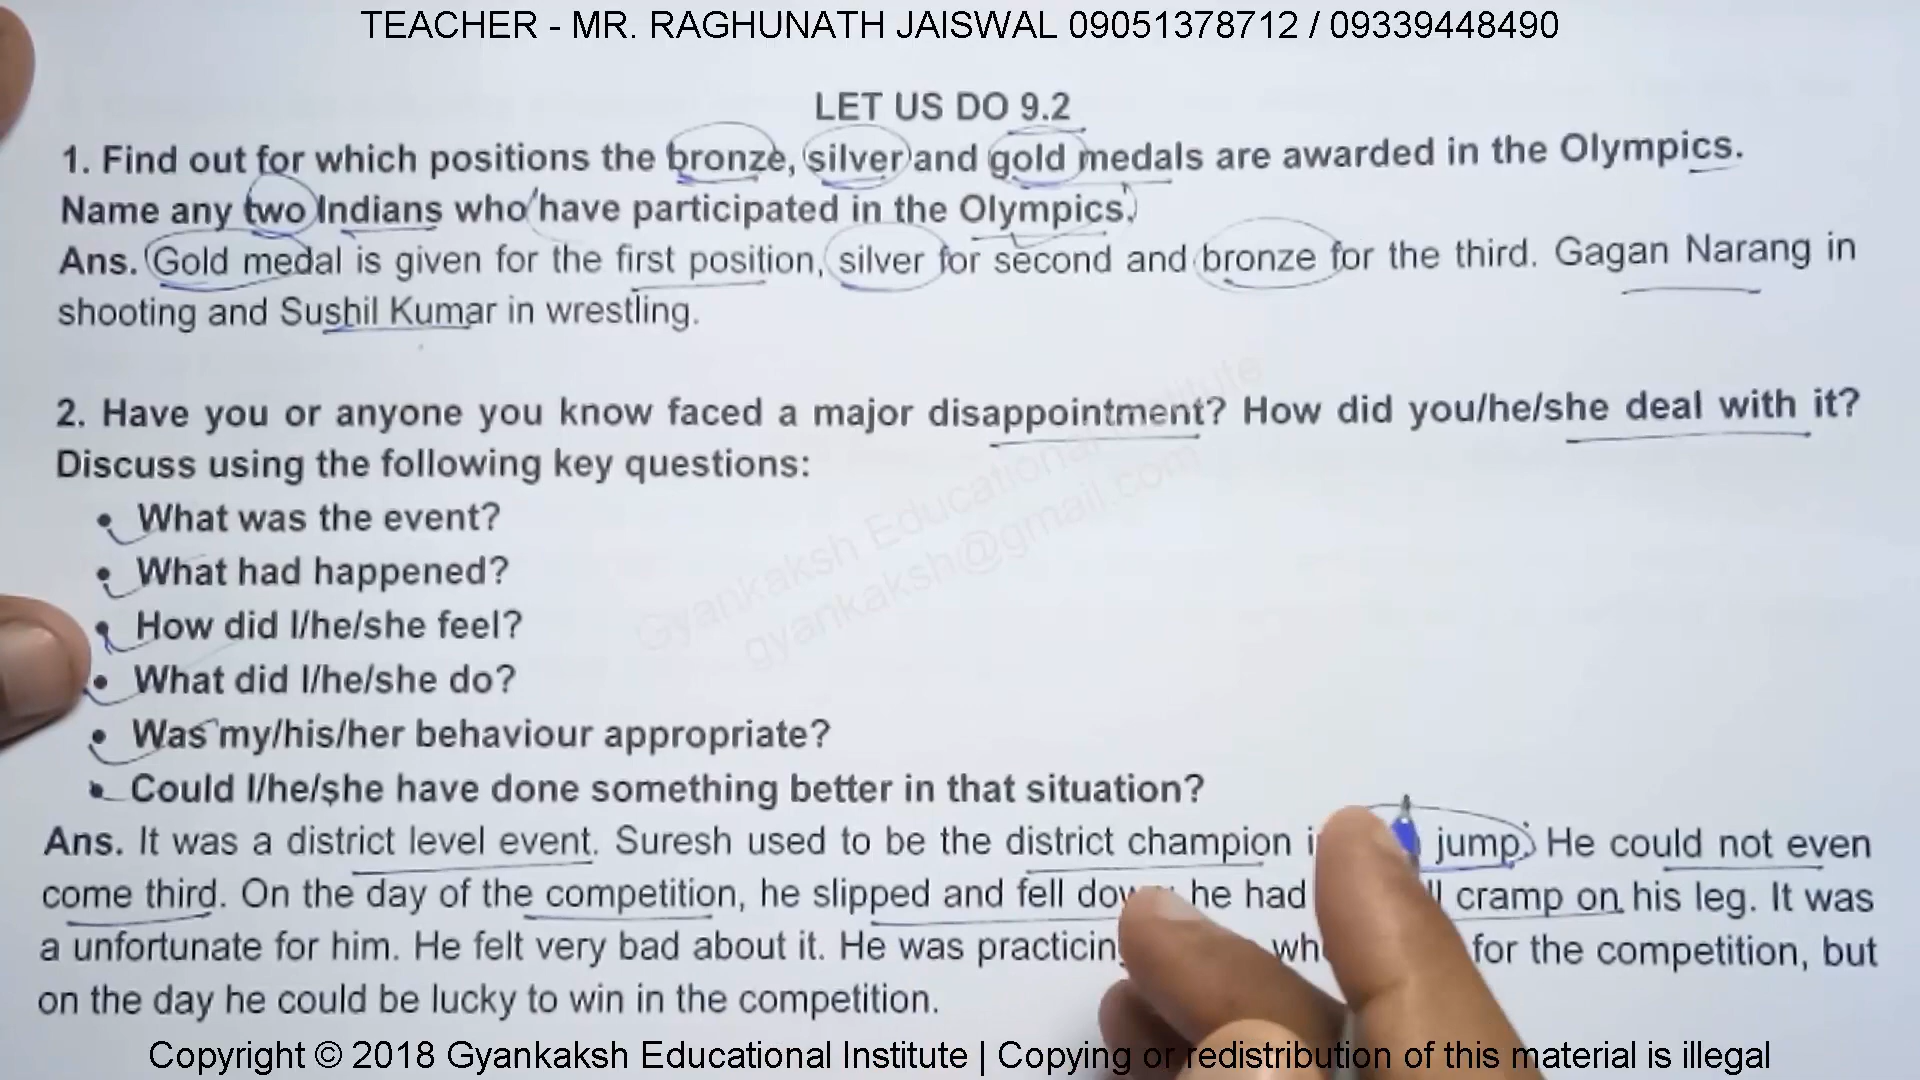 TEACHER - MR. RAGHUNATH JAISWAL 09051378712 / 09339448490
LET US DO 9.2
1. Find out for which positions the bronze, silver and gold medals are awarded in the Olympics.
Name any two Indians who have participated in the Olympics.
Ans. Gold medal is given for the first position, silver for second and bronze for the third. Gagan Narang in
shooting and Sushil Kumar in wrestling.
2. Have you or anyone you know faced a major disappointment? How did you/he/she deal with it?
Discuss using the following key questions:
• What was the event?
• What had happened?
• How did I/he/she feel?
• What did I/he/she do?
• Was my/his/her behaviour appropriate?
• Could I/he/she have done something better in that situation?
Ans. It was a district level event. Suresh used to be the district champion jump. He could not even
come third. On the day of the competition, he slipped and fell he had cramp on his leg. It was
a unfortunate for him. He felt very bad about it. He was for the competition, but
on the day he could be lucky to win in the competition.
Gyankaksh Educational Institute
gyankaksh@gmail.com
Copyright © 2018 Gyankaksh Educational Institute | Copying or redistribution of this material is illegal